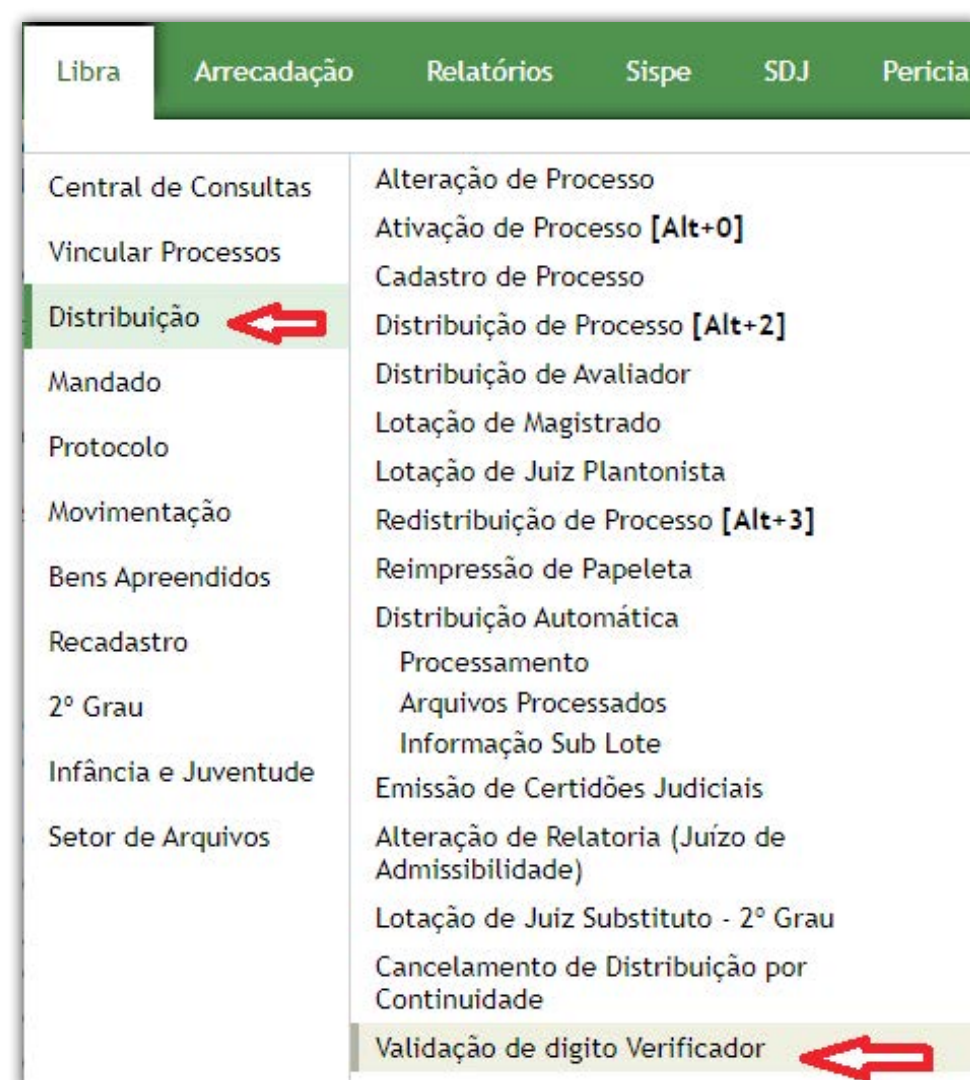 Libra Arrecadação Relatórios Sispe SDJ Pericia
Central de Consultas
Vincular Processos
Distribuição
Mandado
Protocolo
Movimentação
Bens Apreendidos
Recadastro
2º Grau
Infância e Juventude
Setor de Arquivos
Alteração de Processo
Ativação de Processo [Alt+0]
Cadastro de Processo
Distribuição de Processo [Alt+2]
Distribuição de Avaliador
Lotação de Magistrado
Lotação de Juiz Plantonista
Redistribuição de Processo [Alt+3]
Reimpressão de Papeleta
Distribuição Automática
Processamento
Arquivos Processados
Informação Sub Lote
Emissão de Certidões Judiciais
Alteração de Relatoria (Juízo de
Admissibilidade)
Lotação de Juiz Substituto - 2º Grau
Cancelamento de Distribuição por
Continuidade
Validação de digito Verificador